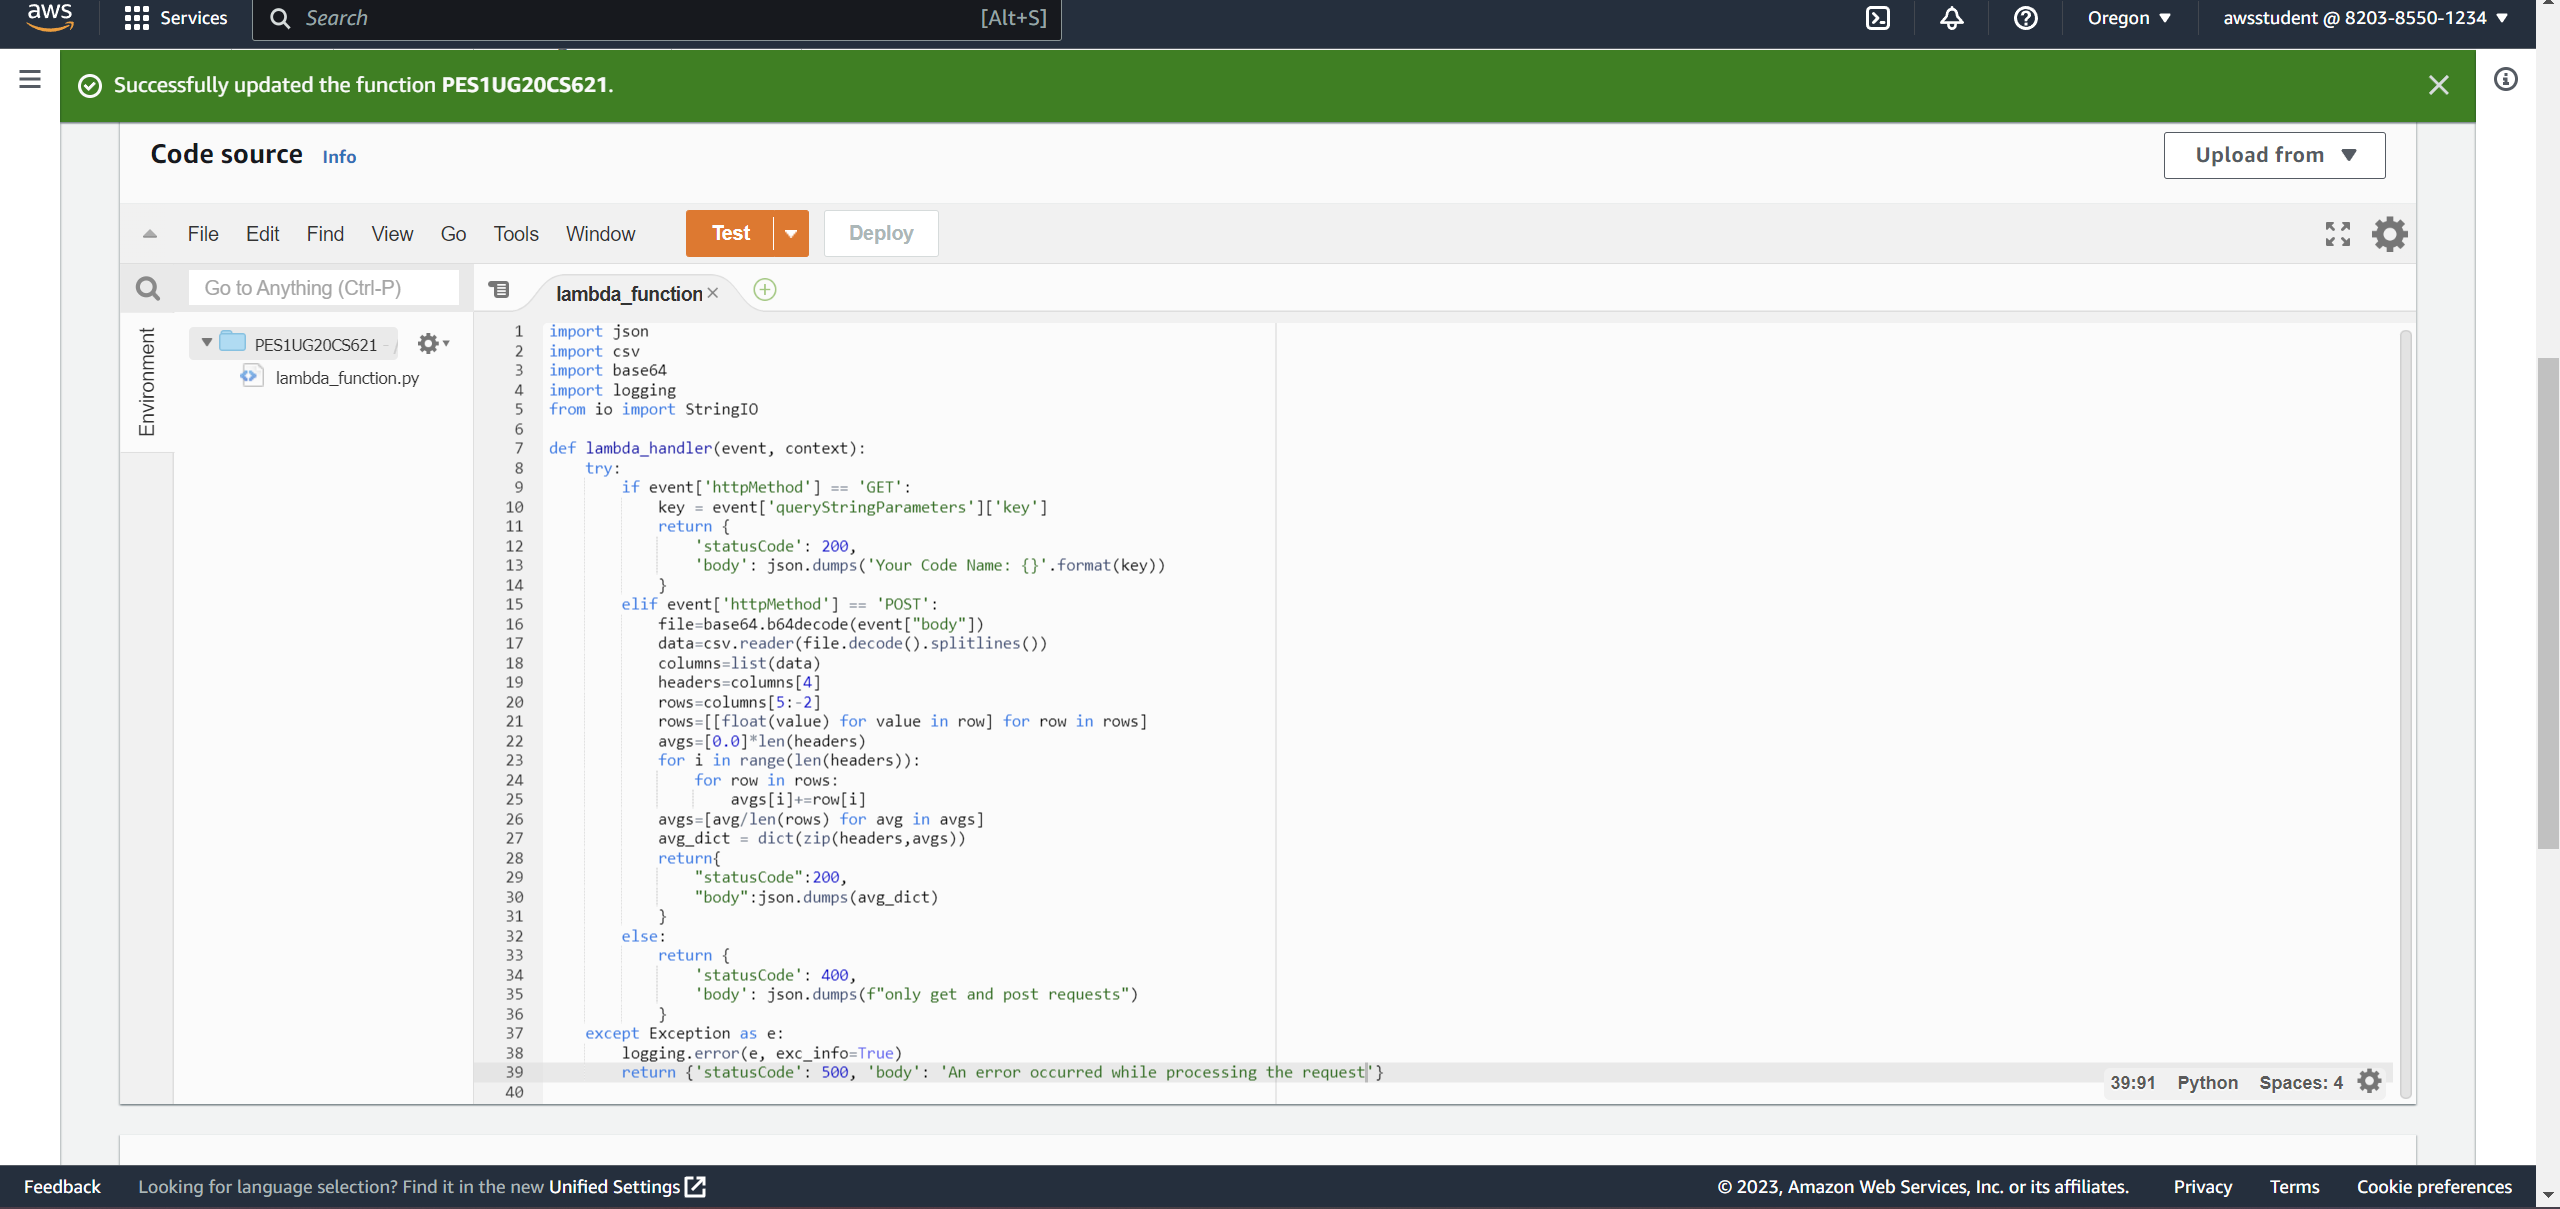 aws Services Search [Alt+S] Oregon ▼ awsstudent @ 8203-8550-1234 ▼
Successfully updated the function PES1UG20CS621.
Code source Info Upload from ▼
File Edit Find View Go Tools Window Test Deploy
Go to Anything (Ctrl-P) lambda_function ×
Environment
PES1UG20CS621 - /
lambda_function.py
1 import json
2 import csv
3 import base64
4 import logging
5 from io import StringIO
6
7 def lambda_handler(event, context):
8     try:
9         if event['httpMethod'] == 'GET':
10             key = event['queryStringParameters']['key']
11             return {
12                 'statusCode': 200,
13                 'body': json.dumps('Your Code Name: {}'.format(key))
14             }
15         elif event['httpMethod'] == 'POST':
16             file=base64.b64decode(event["body"])
17             data=csv.reader(file.decode().splitlines())
18             columns=list(data)
19             headers=columns[4]
20             rows=columns[5:-2]
21             rows=[[float(value) for value in row] for row in rows]
22             avgs=[0.0]*len(headers)
23             for i in range(len(headers)):
24                 for row in rows:
25                     avgs[i]+=row[i]
26             avgs=[avg/len(rows) for avg in avgs]
27             avg_dict = dict(zip(headers,avgs))
28             return{
29                 "statusCode":200,
30                 "body":json.dumps(avg_dict)
31             }
32         else:
33             return {
34                 'statusCode': 400,
35                 'body': json.dumps(f"only get and post requests")
36             }
37     except Exception as e:
38         logging.error(e, exc_info=True)
39         return {'statusCode': 500, 'body': 'An error occurred while processing the request'}
40
39:91 Python Spaces: 4
Feedback Looking for language selection? Find it in the new Unified Settings © 2023, Amazon Web Services, Inc. or its affiliates. Privacy Terms Cookie preferences